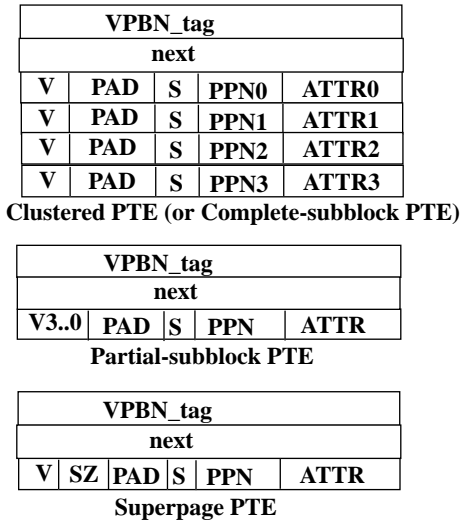 VPBN_tag
next
V PAD S PPN0 ATTR0
V PAD S PPN1 ATTR1
V PAD S PPN2 ATTR2
V PAD S PPN3 ATTR3
Clustered PTE (or Complete-subblock PTE)
VPBN_tag
next
V3..0 PAD S PPN ATTR
Partial-subblock PTE
VPBN_tag
next
V SZ PAD S PPN ATTR
Superpage PTE